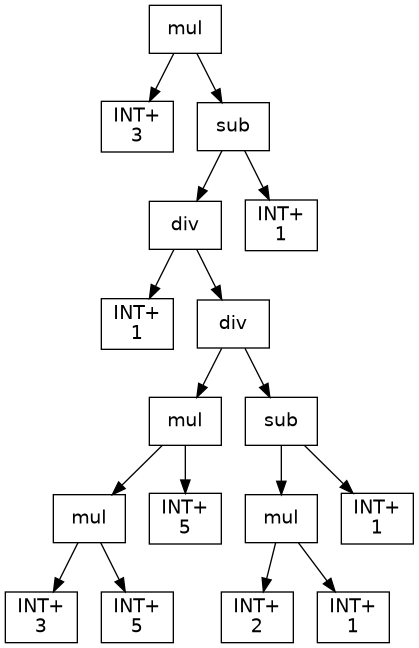 mul
INT+
3
sub
div
INT+
1
INT+
1
div
mul
sub
mul
INT+
5
mul
INT+
1
INT+
3
INT+
5
INT+
2
INT+
1